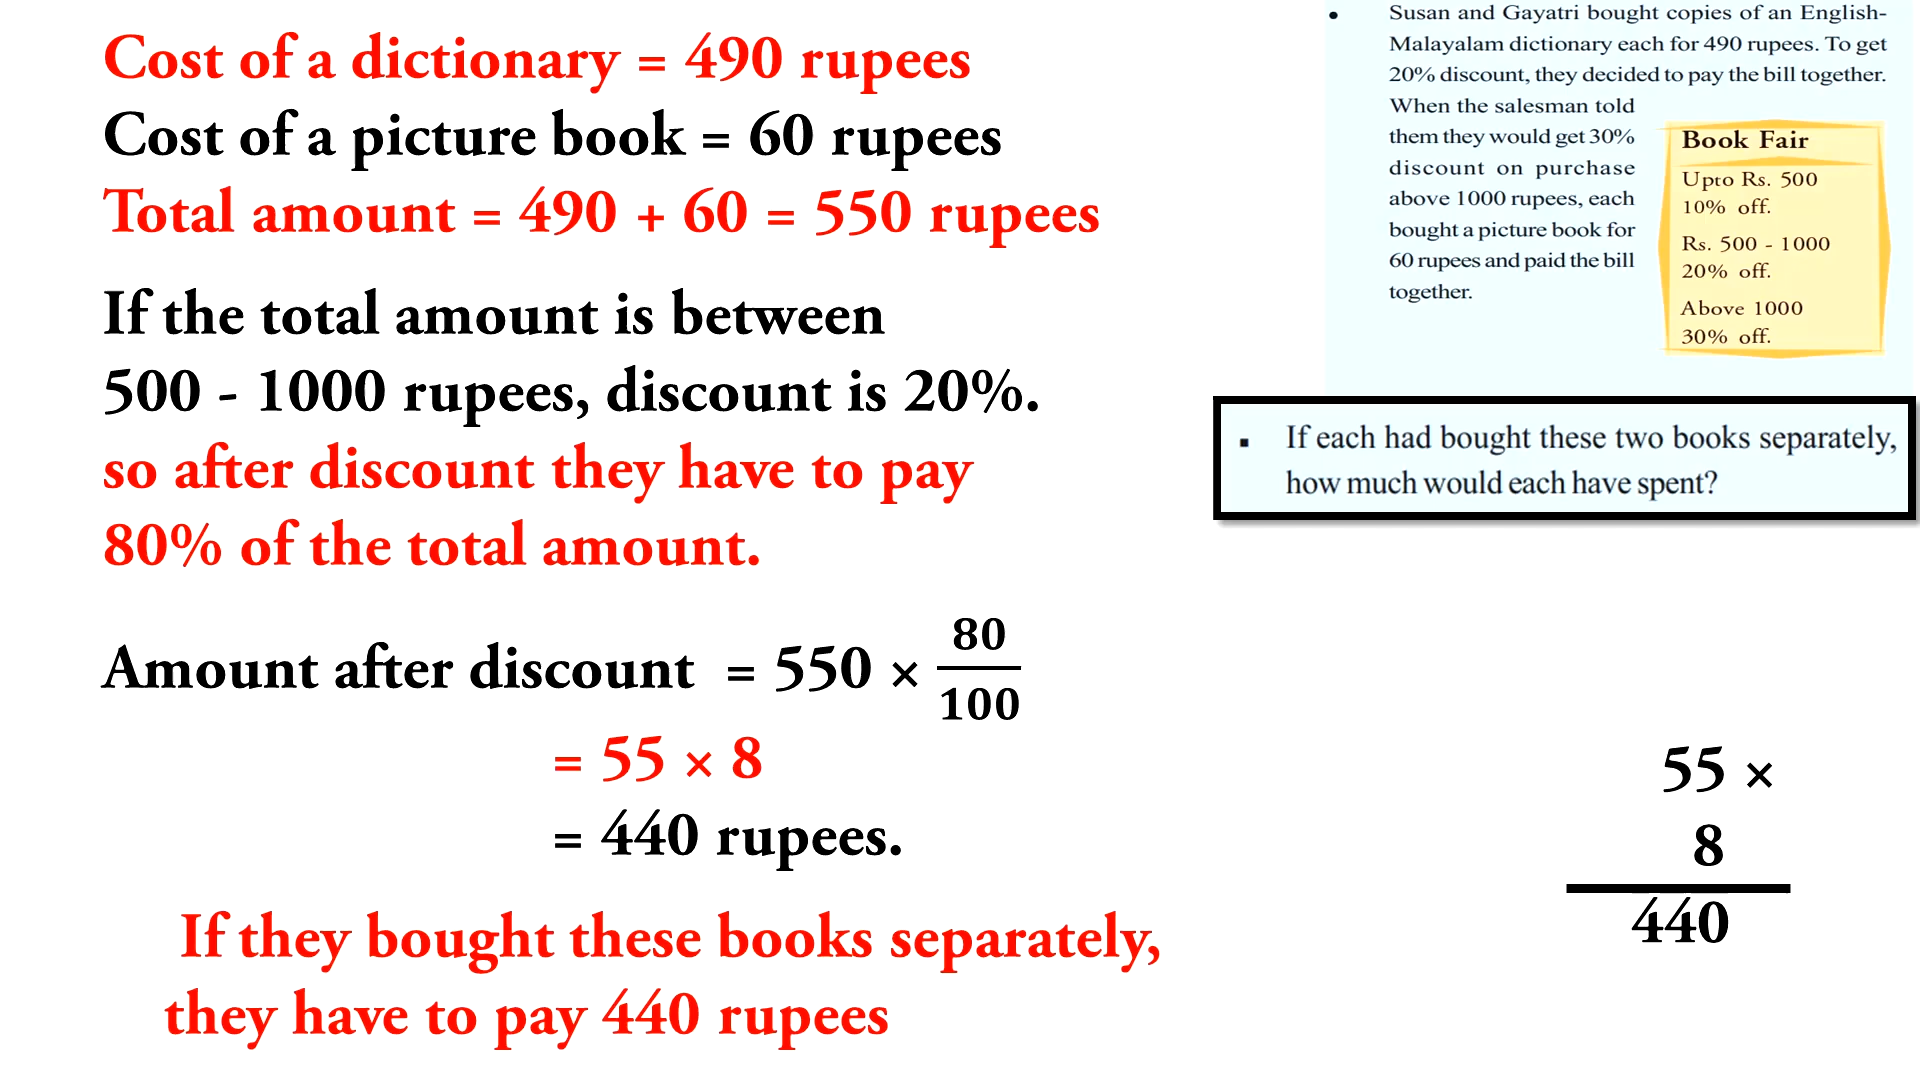 Cost of a dictionary = 490 rupees
Cost of a picture book = 60 rupees
Total amount = 490 + 60 = 550 rupees
If the total amount is between
500 - 1000 rupees, discount is 20%.
so after discount they have to pay
80% of the total amount.
Amount after discount = 550 × 80/100
= 55 × 8
= 440 rupees.
If they bought these books separately,
they have to pay 440 rupees
• Susan and Gayatri bought copies of an English-
Malayalam dictionary each for 490 rupees. To get
20% discount, they decided to pay the bill together.
When the salesman told
them they would get 30%
discount on purchase
above 1000 rupees, each
bought a picture book for
60 rupees and paid the bill
together.
Book Fair
Upto Rs. 500
10% off.
Rs. 500 - 1000
20% off.
Above 1000
30% off.
▪ If each had bought these two books separately,
how much would each have spent?
55 ×
8
440